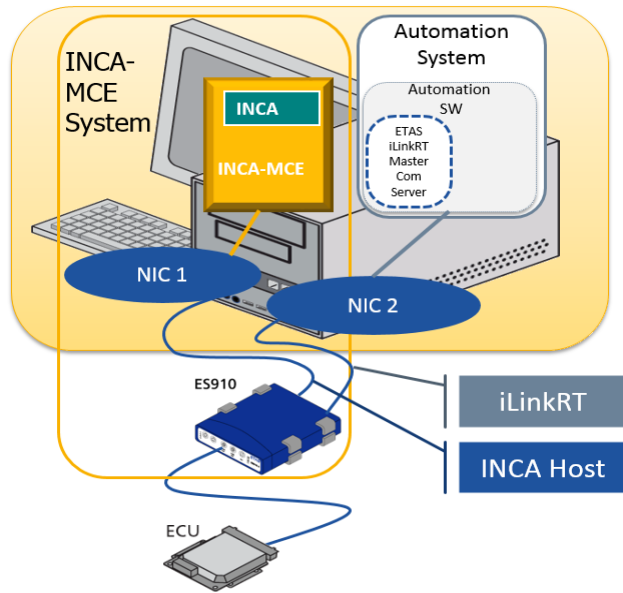 INCA-
MCE
System
INCA
INCA-MCE
Automation
System
Automation
SW
ETAS
iLinkRT
Master
Com
Server
NIC 1
NIC 2
ES910
iLinkRT
INCA Host
ECU